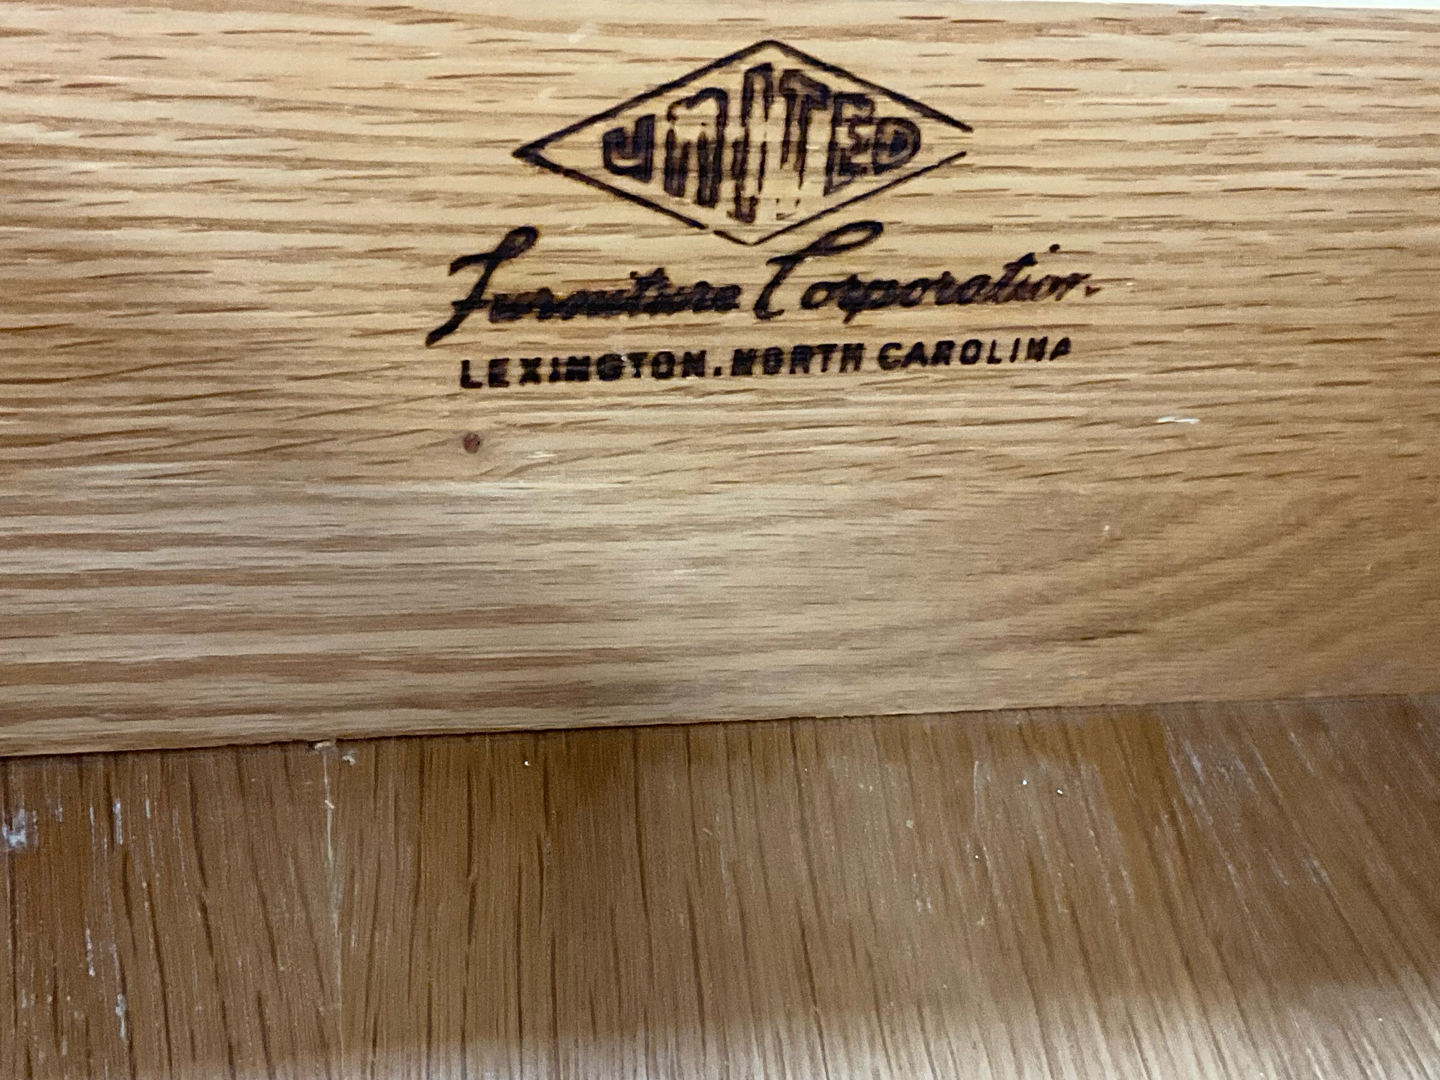 UNITED
Furniture Corporation.
LEXINGTON, NORTH CAROLINA